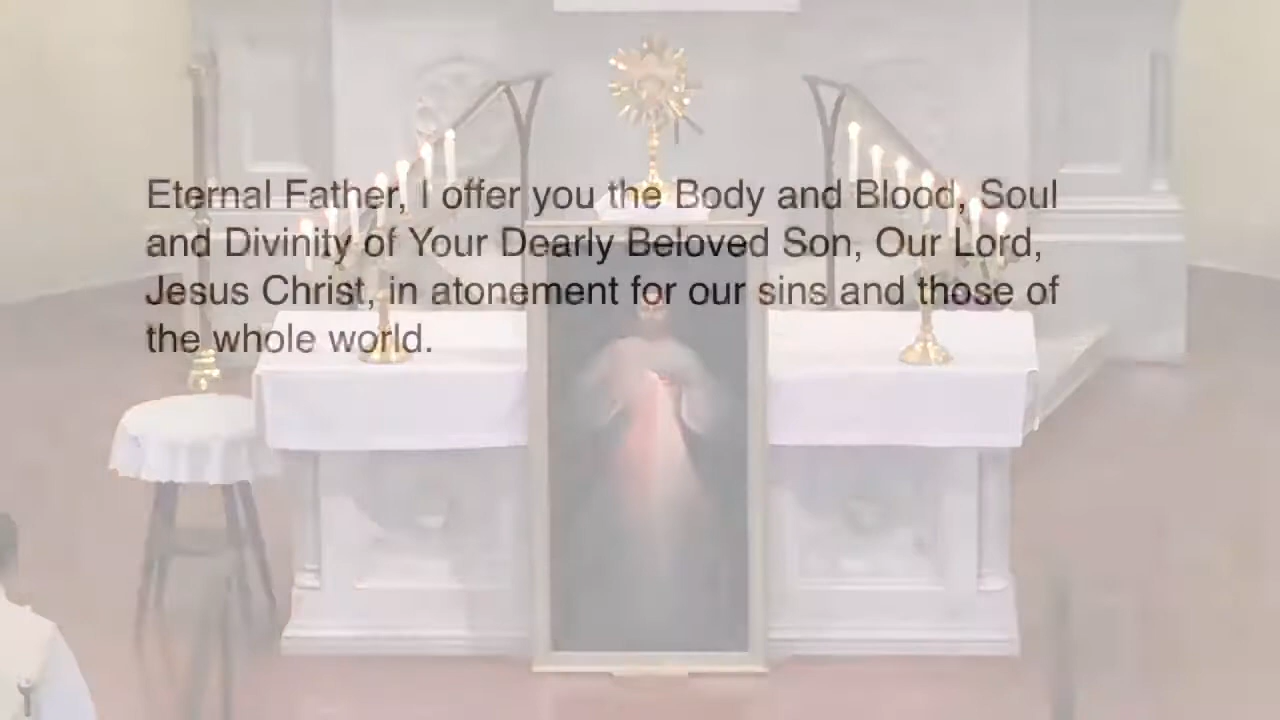 Eternal Father, I offer you the Body and Blood, Soul
and Divinity of Your Dearly Beloved Son, Our Lord,
Jesus Christ, in atonement for our sins and those of
the whole world.